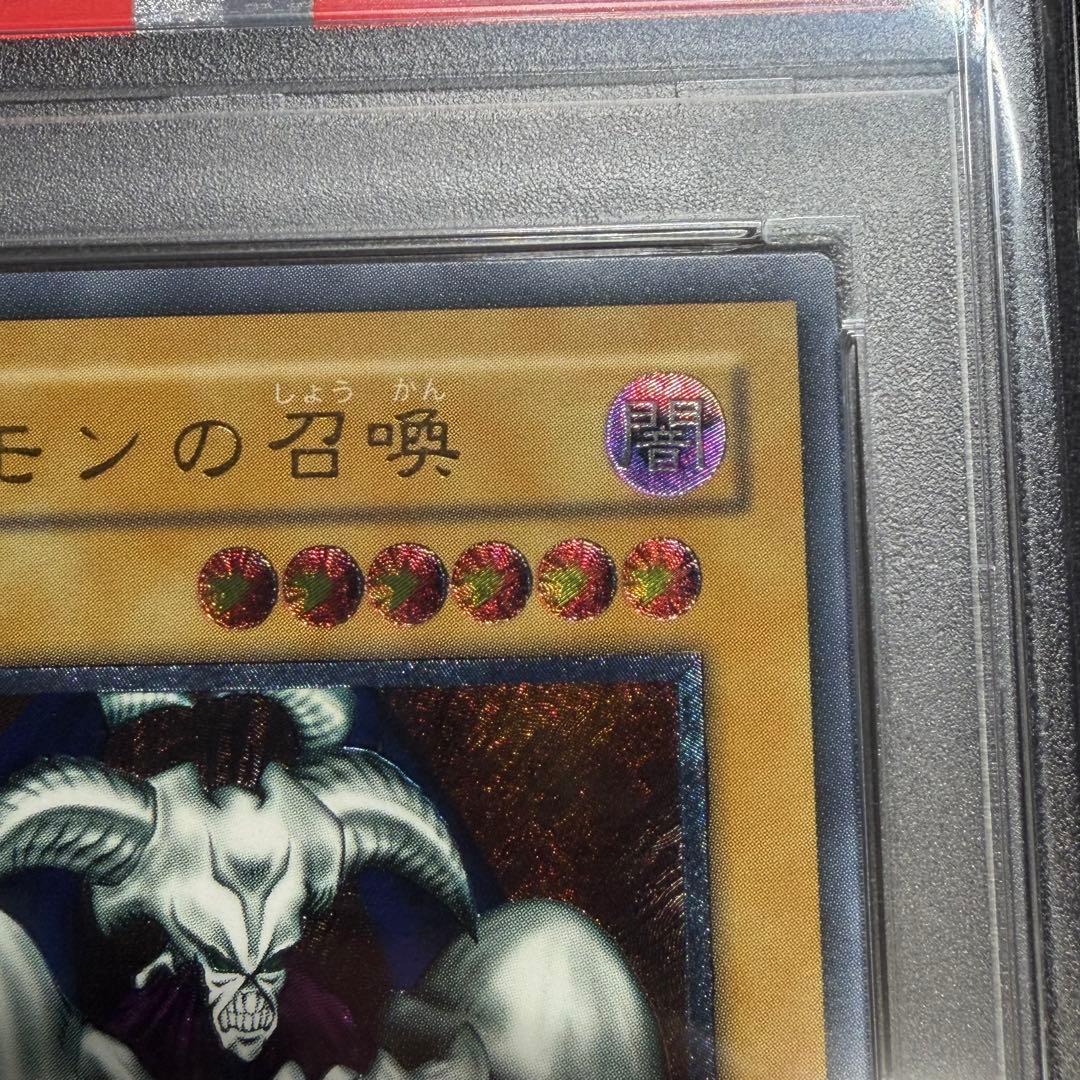 しょう かん
モンの召喚 闇